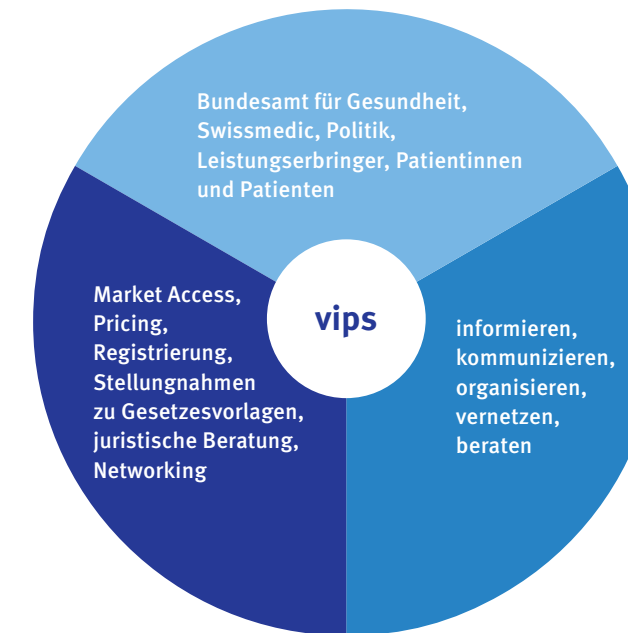 Bundesamt für Gesundheit,
Swissmedic, Politik,
Leistungserbringer, Patientinnen
und Patienten
Market Access,
Pricing,
Registrierung,
Stellungnahmen
zu Gesetzesvorlagen,
juristische Beratung,
Networking
vips
informieren,
kommunizieren,
organisieren,
vernetzen,
beraten